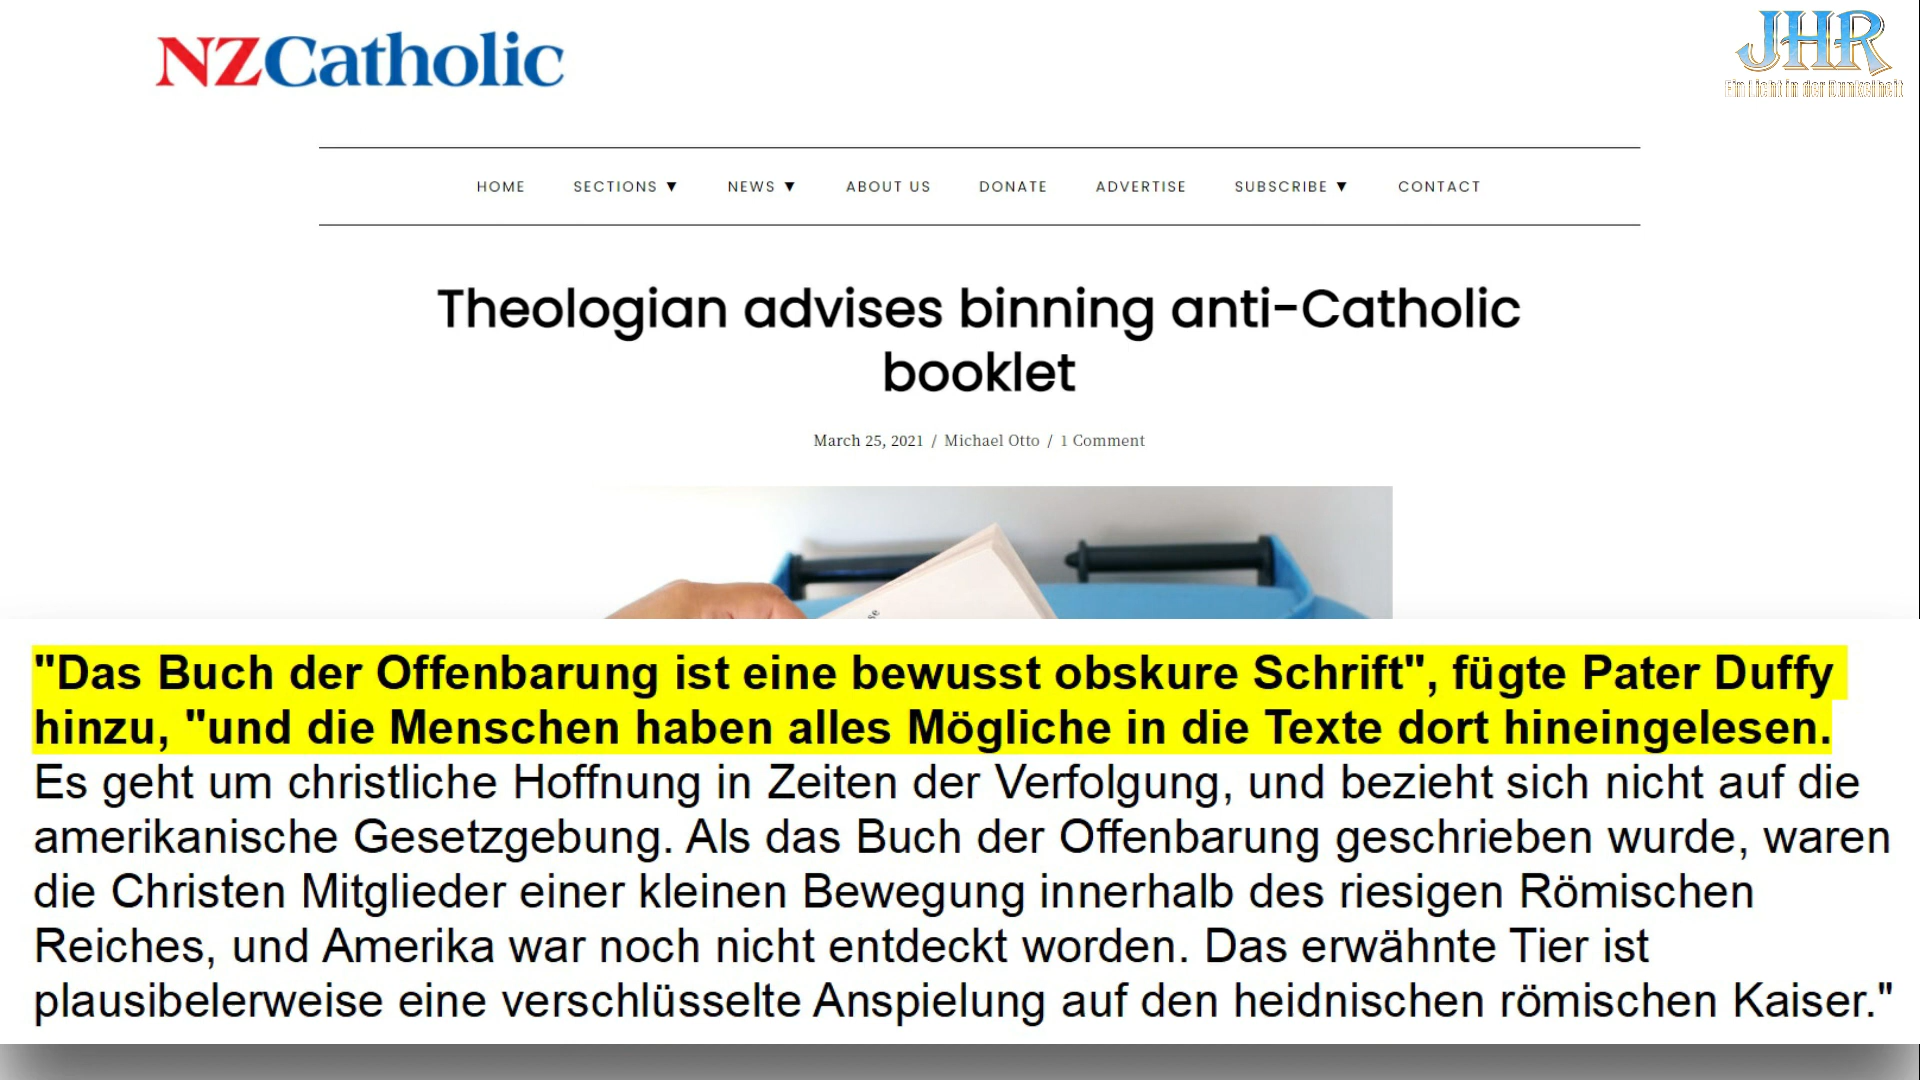 NZCatholic
JHR
Ein Licht in der Dunkelheit
HOME SECTIONS ▼ NEWS ▼ ABOUT US DONATE ADVERTISE SUBSCRIBE ▼ CONTACT
Theologian advises binning anti-Catholic
booklet
March 25, 2021 / Michael Otto / 1 Comment
"Das Buch der Offenbarung ist eine bewusst obskure Schrift", fügte Pater Duffy
hinzu, "und die Menschen haben alles Mögliche in die Texte dort hineingelesen.
Es geht um christliche Hoffnung in Zeiten der Verfolgung, und bezieht sich nicht auf die
amerikanische Gesetzgebung. Als das Buch der Offenbarung geschrieben wurde, waren
die Christen Mitglieder einer kleinen Bewegung innerhalb des riesigen Römischen
Reiches, und Amerika war noch nicht entdeckt worden. Das erwähnte Tier ist
plausibelerweise eine verschlüsselte Anspielung auf den heidnischen römischen Kaiser."